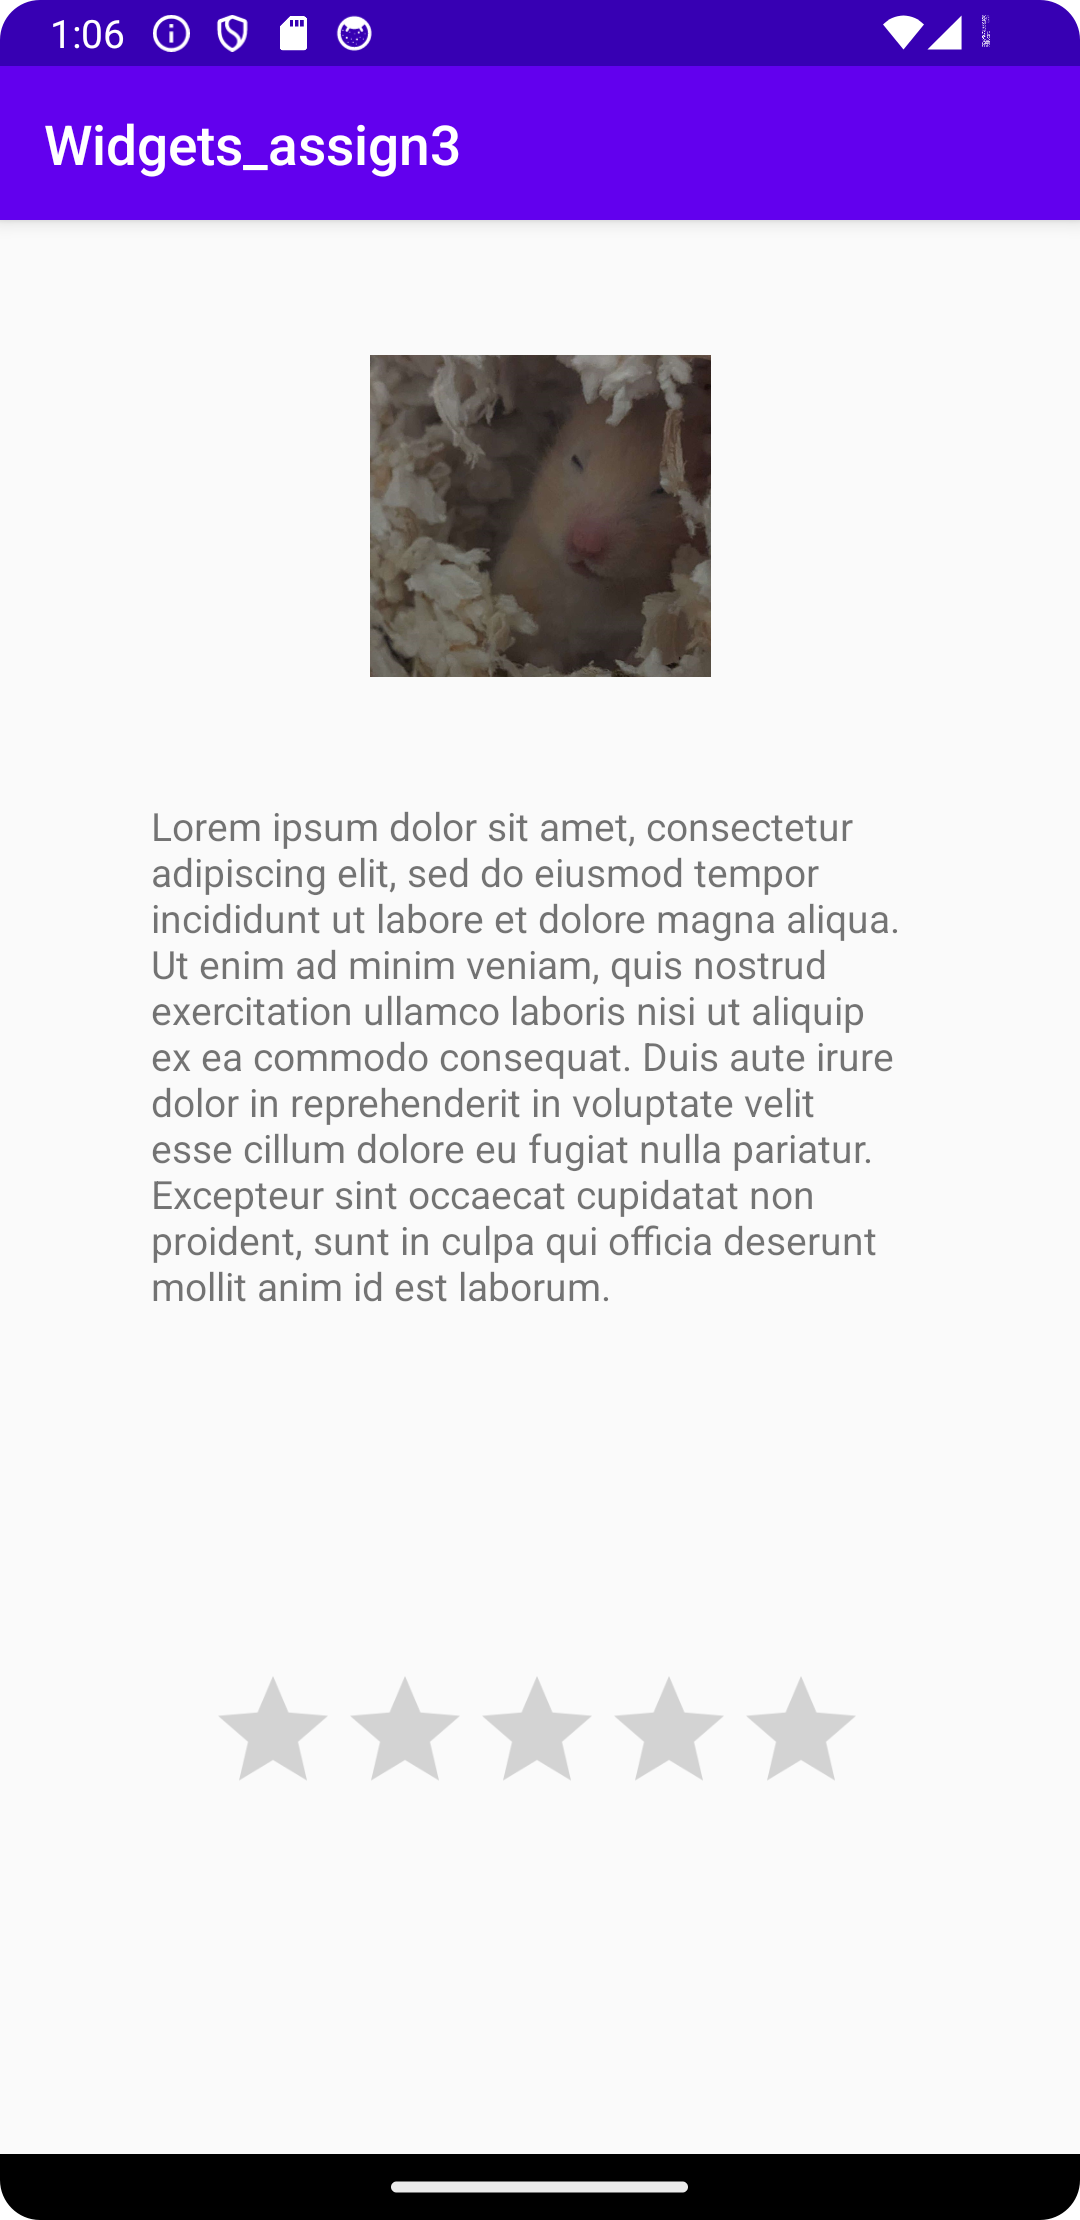 1:06
Widgets_assign3
Lorem ipsum dolor sit amet, consectetur
adipiscing elit, sed do eiusmod tempor
incididunt ut labore et dolore magna aliqua.
Ut enim ad minim veniam, quis nostrud
exercitation ullamco laboris nisi ut aliquip
ex ea commodo consequat. Duis aute irure
dolor in reprehenderit in voluptate velit
esse cillum dolore eu fugiat nulla pariatur.
Excepteur sint occaecat cupidatat non
proident, sunt in culpa qui officia deserunt
mollit anim id est laborum.